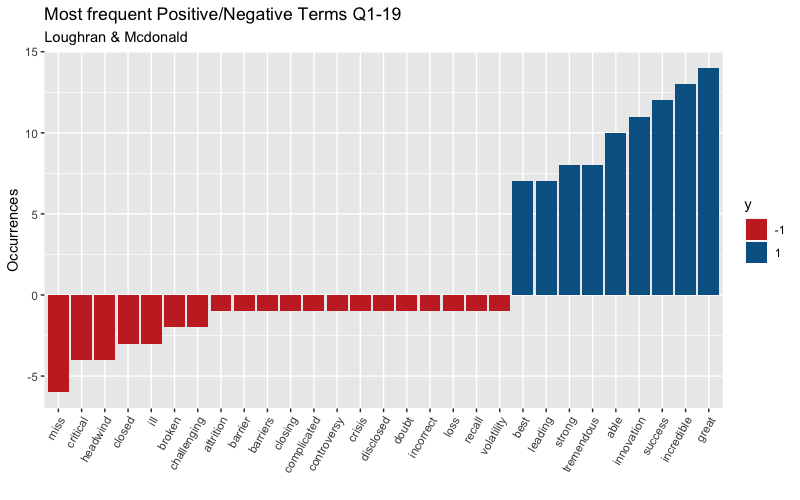 Most frequent Positive/Negative Terms Q1-19
Loughran & Mcdonald
Occurrences
15
10
5
0
-5
miss
critical
headwind
closed
ill
broken
challenging
attrition
barrier
barriers
closing
complicated
controversy
crisis
disclosed
doubt
incorrect
loss
recall
volatility
best
leading
strong
tremendous
able
innovation
success
incredible
great
y
-1
1